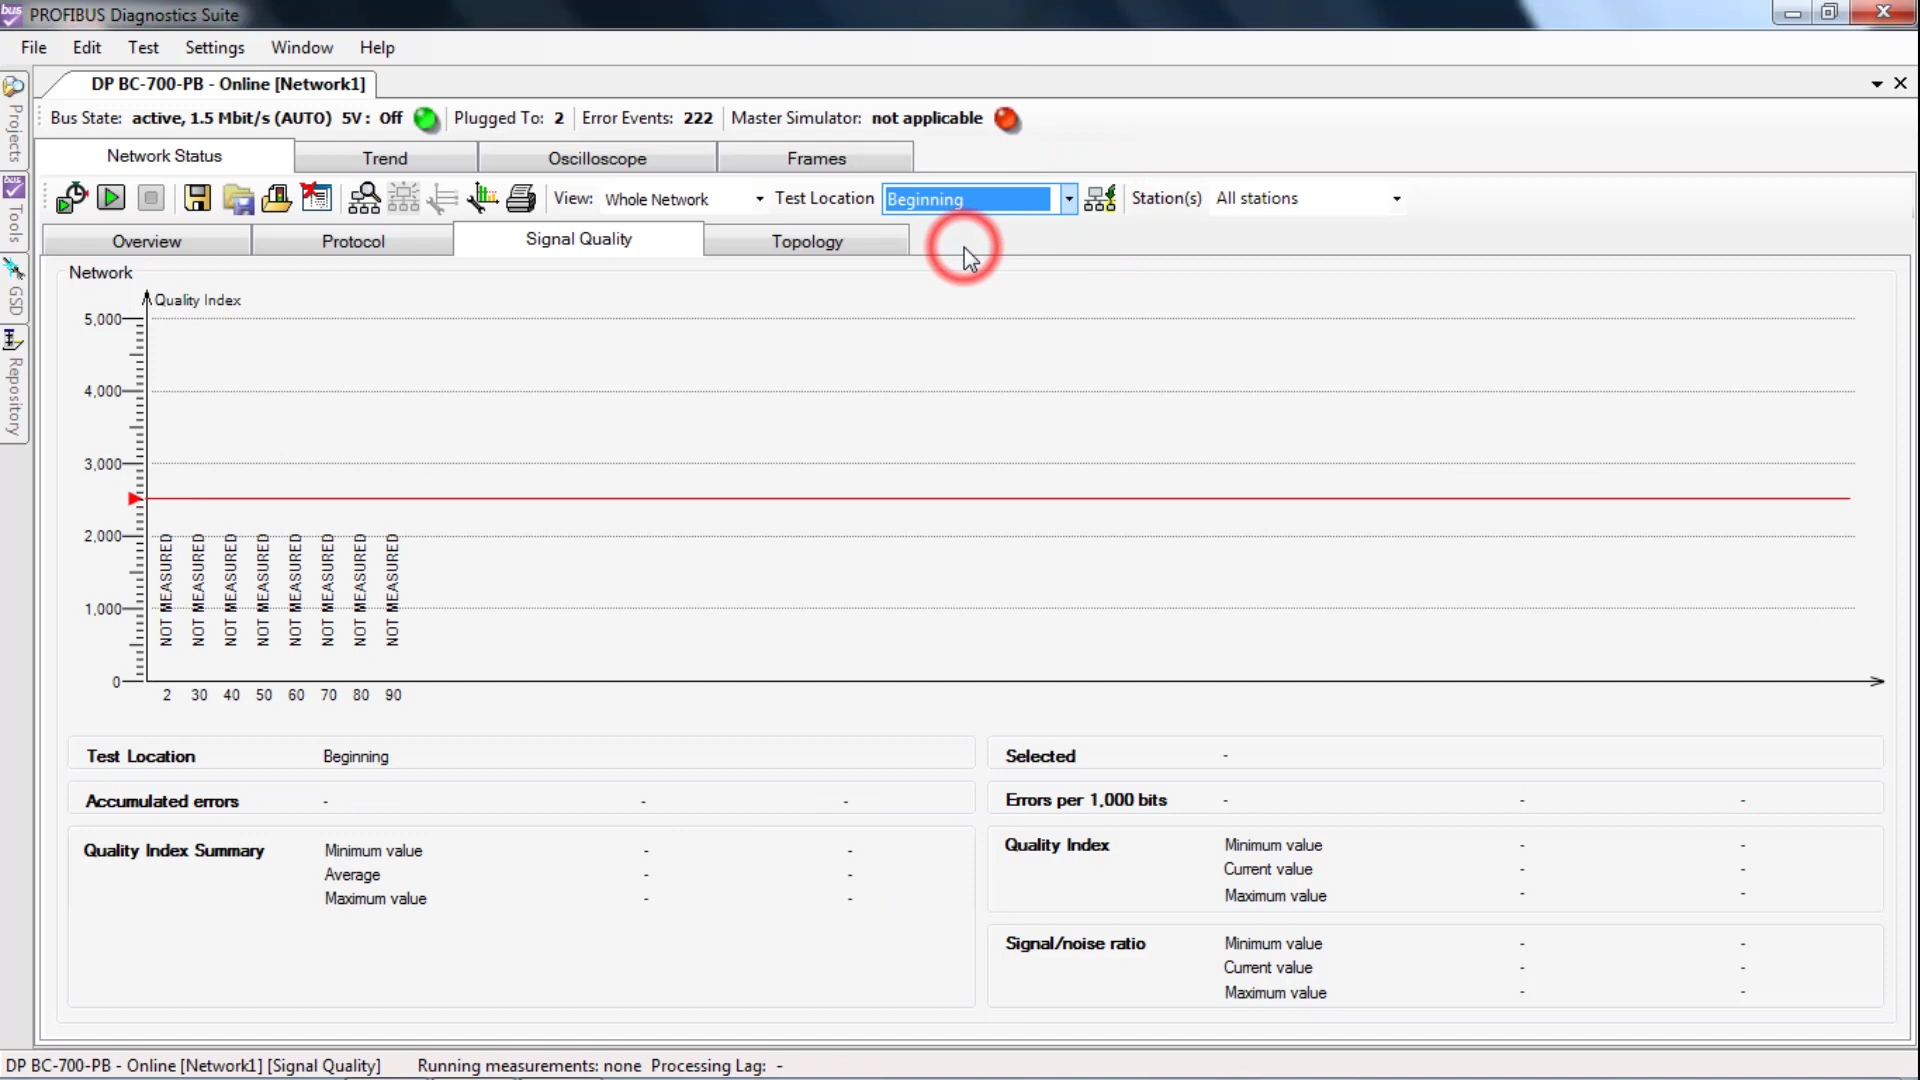 bus PROFIBUS Diagnostics Suite
File Edit Test Settings Window Help
DP BC-700-PB - Online [Network1]
Bus State: active, 1.5 Mbit/s (AUTO) 5V: Off Plugged To: 2 Error Events: 222 Master Simulator: not applicable
Network Status Trend Oscilloscope Frames
View: Whole Network Test Location Beginning Station(s) All stations
Overview Protocol Signal Quality Topology
Projects
bus Tools
GSD
Repository
Network
Quality Index
5,000
4,000
3,000
2,000
1,000
0
NOT MEASURED NOT MEASURED NOT MEASURED NOT MEASURED NOT MEASURED NOT MEASURED NOT MEASURED NOT MEASURED
2 30 40 50 60 70 80 90
Test Location Beginning
Accumulated errors - - -
Quality Index Summary Minimum value - -
Average - -
Maximum value - -
Selected -
Errors per 1,000 bits - - -
Quality Index Minimum value - -
Current value - -
Maximum value - -
Signal/noise ratio Minimum value - -
Current value - -
Maximum value - -
DP BC-700-PB - Online [Network1] [Signal Quality] Running measurements: none Processing Lag: -